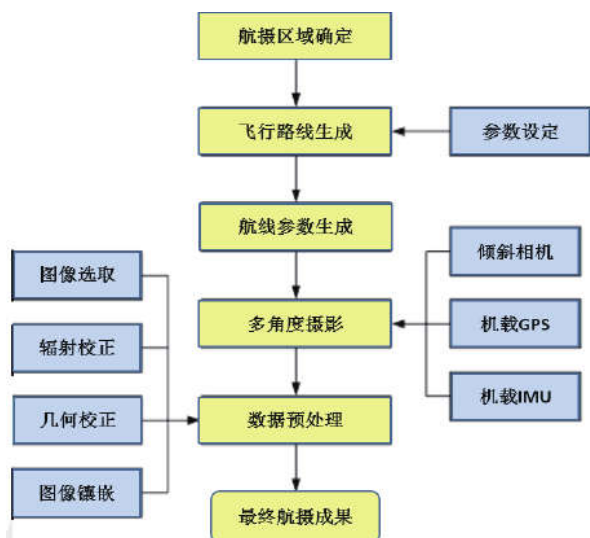 航摄区域确定
飞行路线生成
参数设定
航线参数生成
图像选取
倾斜相机
辐射校正
多角度摄影
机载GPS
几何校正
数据预处理
机载IMU
图像镶嵌
最终航摄成果